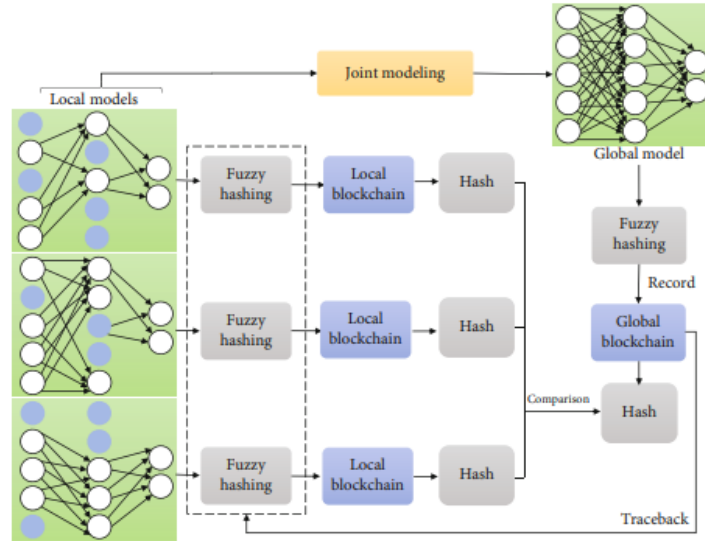 Joint modeling
Local models
Global model
Fuzzy
hashing
Local
blockchain
Hash
Fuzzy
hashing
Record
Fuzzy
hashing
Local
blockchain
Hash
Global
blockchain
Comparison
Hash
Fuzzy
hashing
Local
blockchain
Hash
Traceback